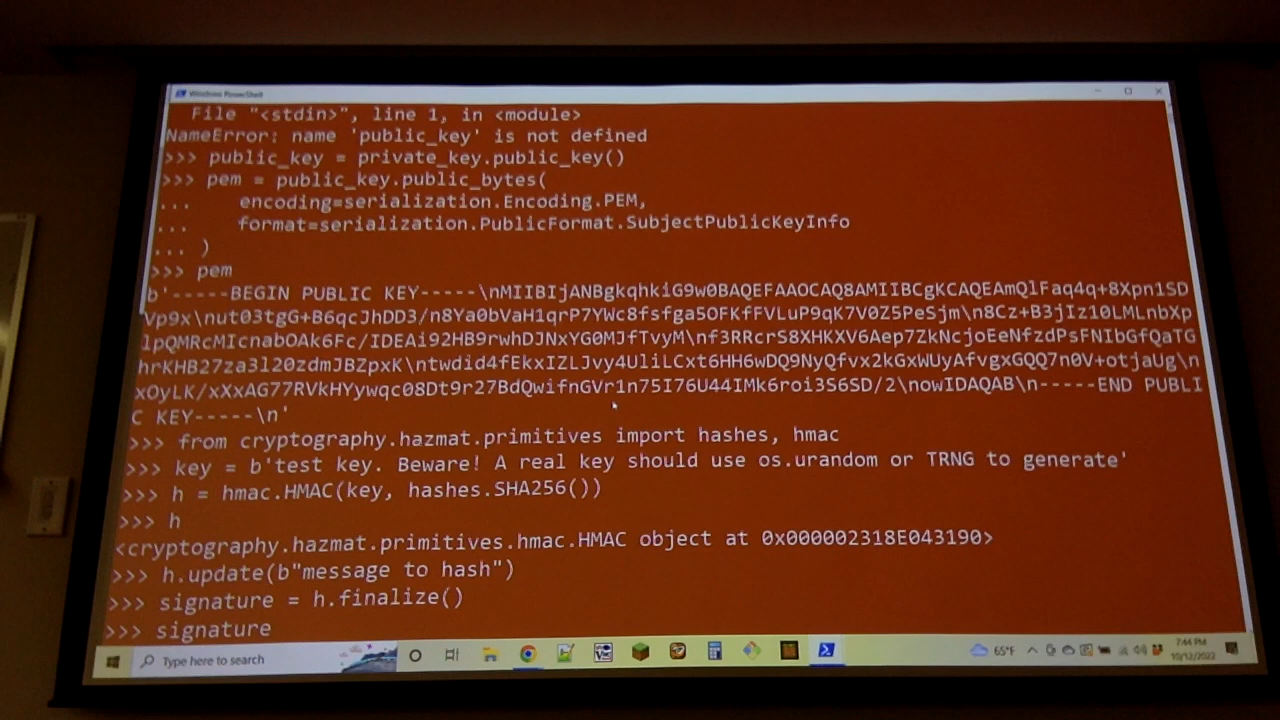 Windows PowerShell
File "<stdin>", line 1, in <module>
NameError: name 'public_key' is not defined
>>> public_key = private_key.public_key()
>>> pem = public_key.public_bytes(
... encoding=serialization.Encoding.PEM,
... format=serialization.PublicFormat.SubjectPublicKeyInfo
... )
>>> pem
b'-----BEGIN PUBLIC KEY-----\nMIIBIjANBgkqhkiG9w0BAQEFAAOCAQ8AMIIBCgKCAQEAmQlFaq4q+8Xpn1SD
Vp9x\nut03tgG+B6qcJhDD3/n8Ya0bVaH1qrP7YWc8fsfga5OFKfFVLuP9qK7V0Z5PeSjm\n8Cz+B3jIz10LMLnbXp
lpQMRcMIcnabOAk6Fc/IDEAi92HB9rwhDJNxYG0MJfTvyM\nf3RRcrS8XHKXV6Aep7ZkNcjoEeNfzdPsFNIbGfQaTG
hrKHB27za3l20zdmJBZpxK\ntwdid4fEkxIZLJvy4UliLCxt6HH6wDQ9NyQfvx2kGxWUyAfvgxGQQ7n0V+otjaUg\n
xOyLK/xXxAG77RVkHYywqc08Dt9r27BdQwifnGVr1n75I76U44IMk6roi3S6SD/2\nowIDAQAB\n-----END PUBLI
C KEY-----\n'
>>> from cryptography.hazmat.primitives import hashes, hmac
>>> key = b'test key. Beware! A real key should use os.urandom or TRNG to generate'
>>> h = hmac.HMAC(key, hashes.SHA256())
>>> h
<cryptography.hazmat.primitives.hmac.HMAC object at 0x000002318E043190>
>>> h.update(b"message to hash")
>>> signature = h.finalize()
>>> signature
Type here to search
65°F
7:44 PM
10/12/2022